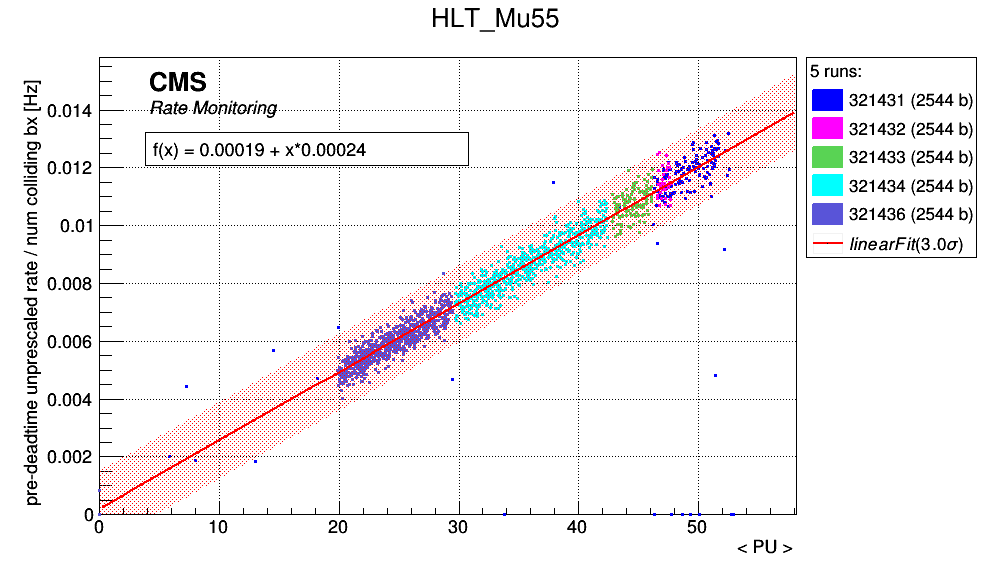 HLT_Mu55
pre-deadtime unprescaled rate / num colliding bx [Hz]
CMS
Rate Monitoring
f(x) = 0.00019 + x*0.00024
0.014
0.012
0.01
0.008
0.006
0.004
0.002
0
0 10 20 30 40 50
< PU >
5 runs:
321431 (2544 b)
321432 (2544 b)
321433 (2544 b)
321434 (2544 b)
321436 (2544 b)
linearFit(3.0σ)